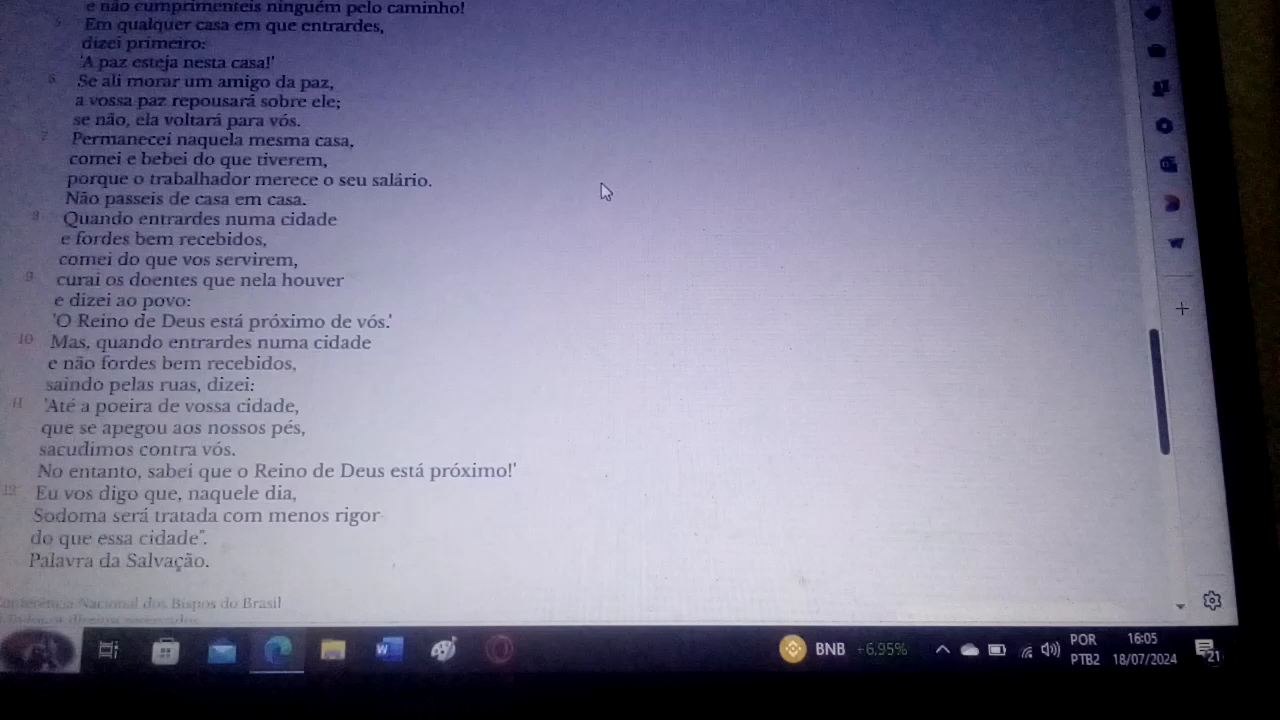 e não cumprimenteis ninguém pelo caminho!
5 Em qualquer casa em que entrardes,
dizei primeiro:
'A paz esteja nesta casa!'
6 Se ali morar um amigo da paz,
a vossa paz repousará sobre ele;
se não, ela voltará para vós.
7 Permanecei naquela mesma casa,
comei e bebei do que tiverem,
porque o trabalhador merece o seu salário.
Não passeis de casa em casa.
8 Quando entrardes numa cidade
e fordes bem recebidos,
comei do que vos servirem,
9 curai os doentes que nela houver
e dizei ao povo:
'O Reino de Deus está próximo de vós.'
10 Mas, quando entrardes numa cidade
e não fordes bem recebidos,
saindo pelas ruas, dizei:
11 'Até a poeira de vossa cidade,
que se apegou aos nossos pés,
sacudimos contra vós.
No entanto, sabei que o Reino de Deus está próximo!'
12 Eu vos digo que, naquele dia,
Sodoma será tratada com menos rigor
do que essa cidade".
Palavra da Salvação.
Conferência Nacional dos Bispos do Brasil
BNB +6,95%
POR
PTB2
16:05
18/07/2024
21